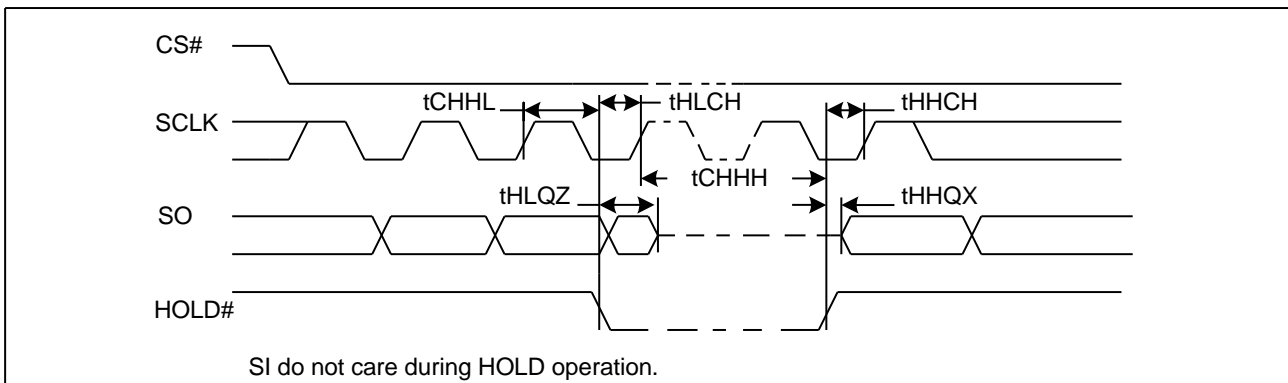 CS#
tCHHL
tHLCH
tHHCH
SCLK
tCHHH
tHLQZ
tHHQX
SO
HOLD#
SI do not care during HOLD operation.